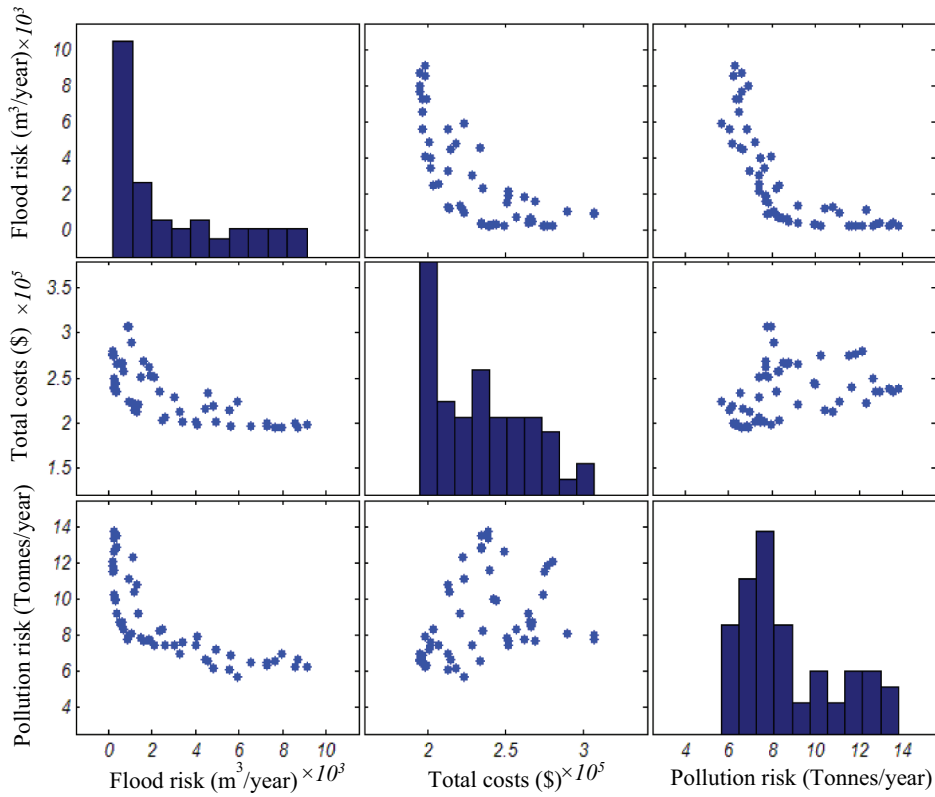 Flood risk (m³/year)×10³
10
8
6
4
2
0
Total costs ($) ×10⁵
3.5
3
2.5
2
1.5
Pollution risk (Tonnes/year)
14
12
10
8
6
4
0 2 4 6 8 10
Flood risk (m³/year) ×10³
2 2.5 3
Total costs ($)×10⁵
4 6 8 10 12 14
Pollution risk (Tonnes/year)